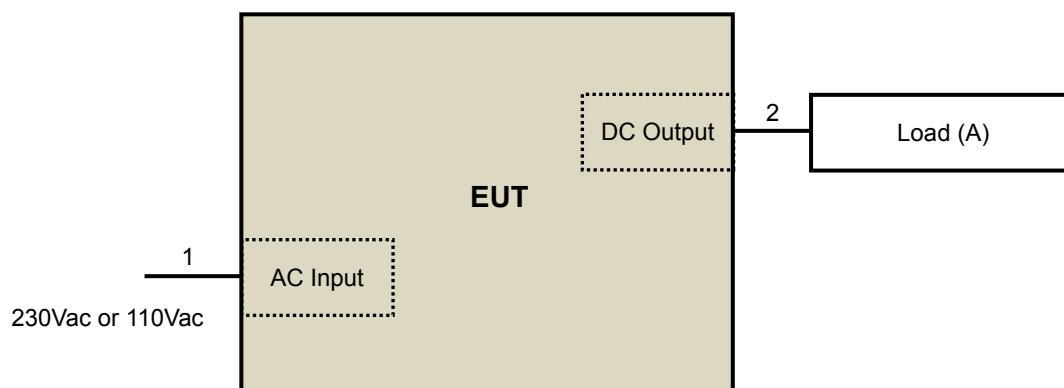 DC Output
2
Load (A)
EUT
1
AC Input
230Vac or 110Vac